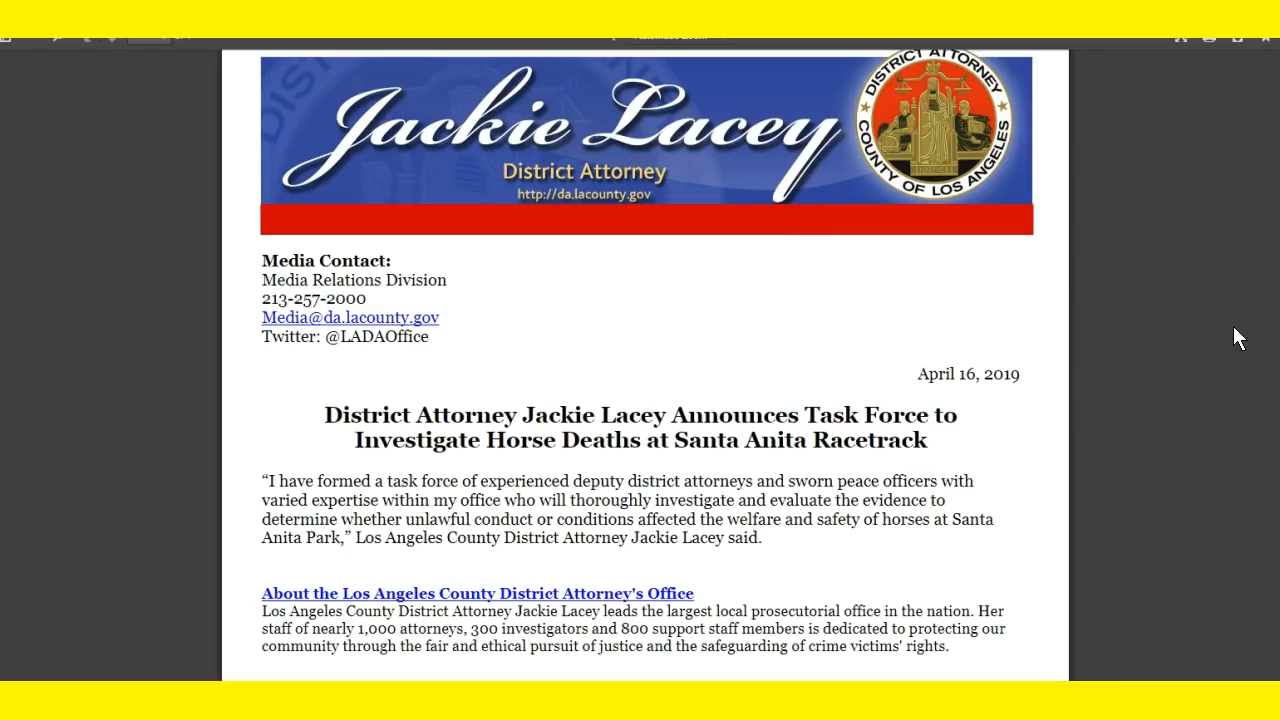 Jackie Lacey
District Attorney
http://da.lacounty.gov
DISTRICT ATTORNEY
COUNTY OF LOS ANGELES
Media Contact:
Media Relations Division
213-257-2000
Media@da.lacounty.gov
Twitter: @LADAOffice
April 16, 2019
District Attorney Jackie Lacey Announces Task Force to
Investigate Horse Deaths at Santa Anita Racetrack
“I have formed a task force of experienced deputy district attorneys and sworn peace officers with
varied expertise within my office who will thoroughly investigate and evaluate the evidence to
determine whether unlawful conduct or conditions affected the welfare and safety of horses at Santa
Anita Park,” Los Angeles County District Attorney Jackie Lacey said.
About the Los Angeles County District Attorney's Office
Los Angeles County District Attorney Jackie Lacey leads the largest local prosecutorial office in the nation. Her
staff of nearly 1,000 attorneys, 300 investigators and 800 support staff members is dedicated to protecting our
community through the fair and ethical pursuit of justice and the safeguarding of crime victims' rights.